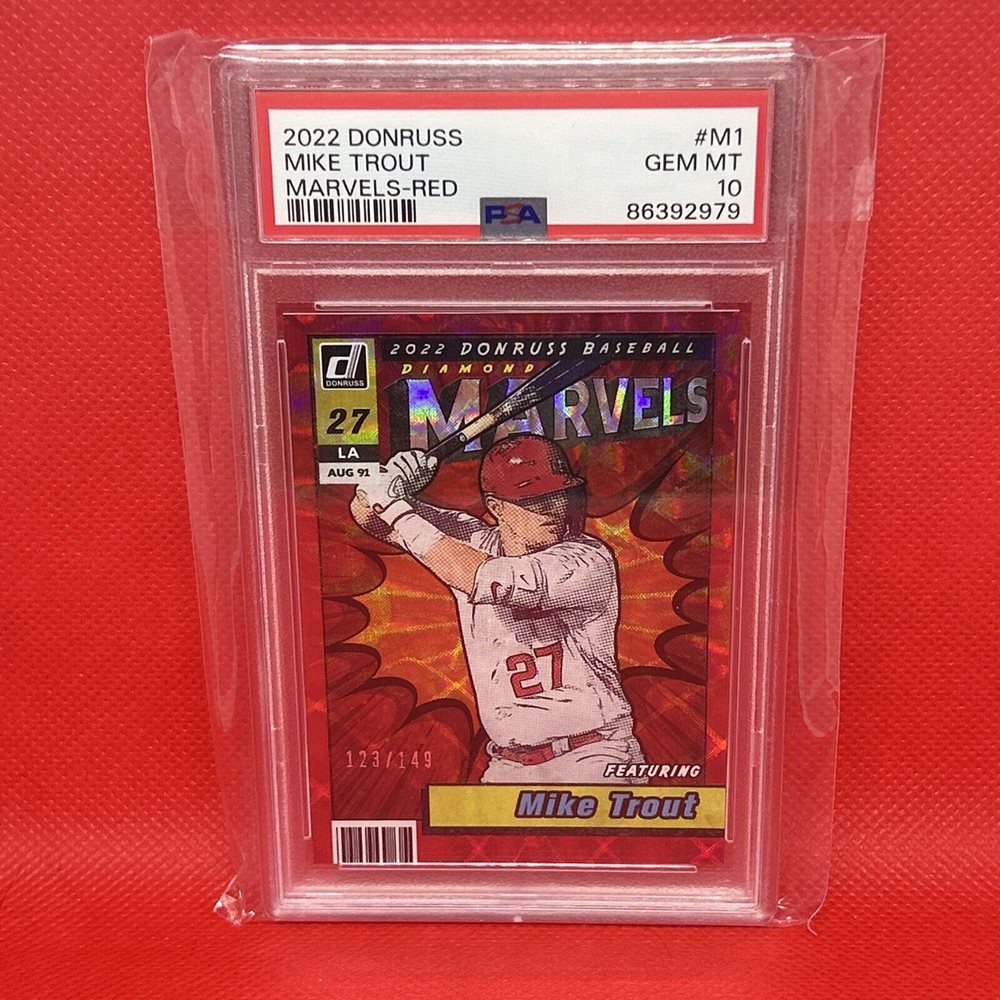 2022 DONRUSS #M1
MIKE TROUT GEM MT
MARVELS-RED 10
PSA 86392979
DONRUSS
2022 DONRUSS BASEBALL
DIAMOND
MARVELS
27
LA
AUG 91
27
123/149
FEATURING
Mike Trout